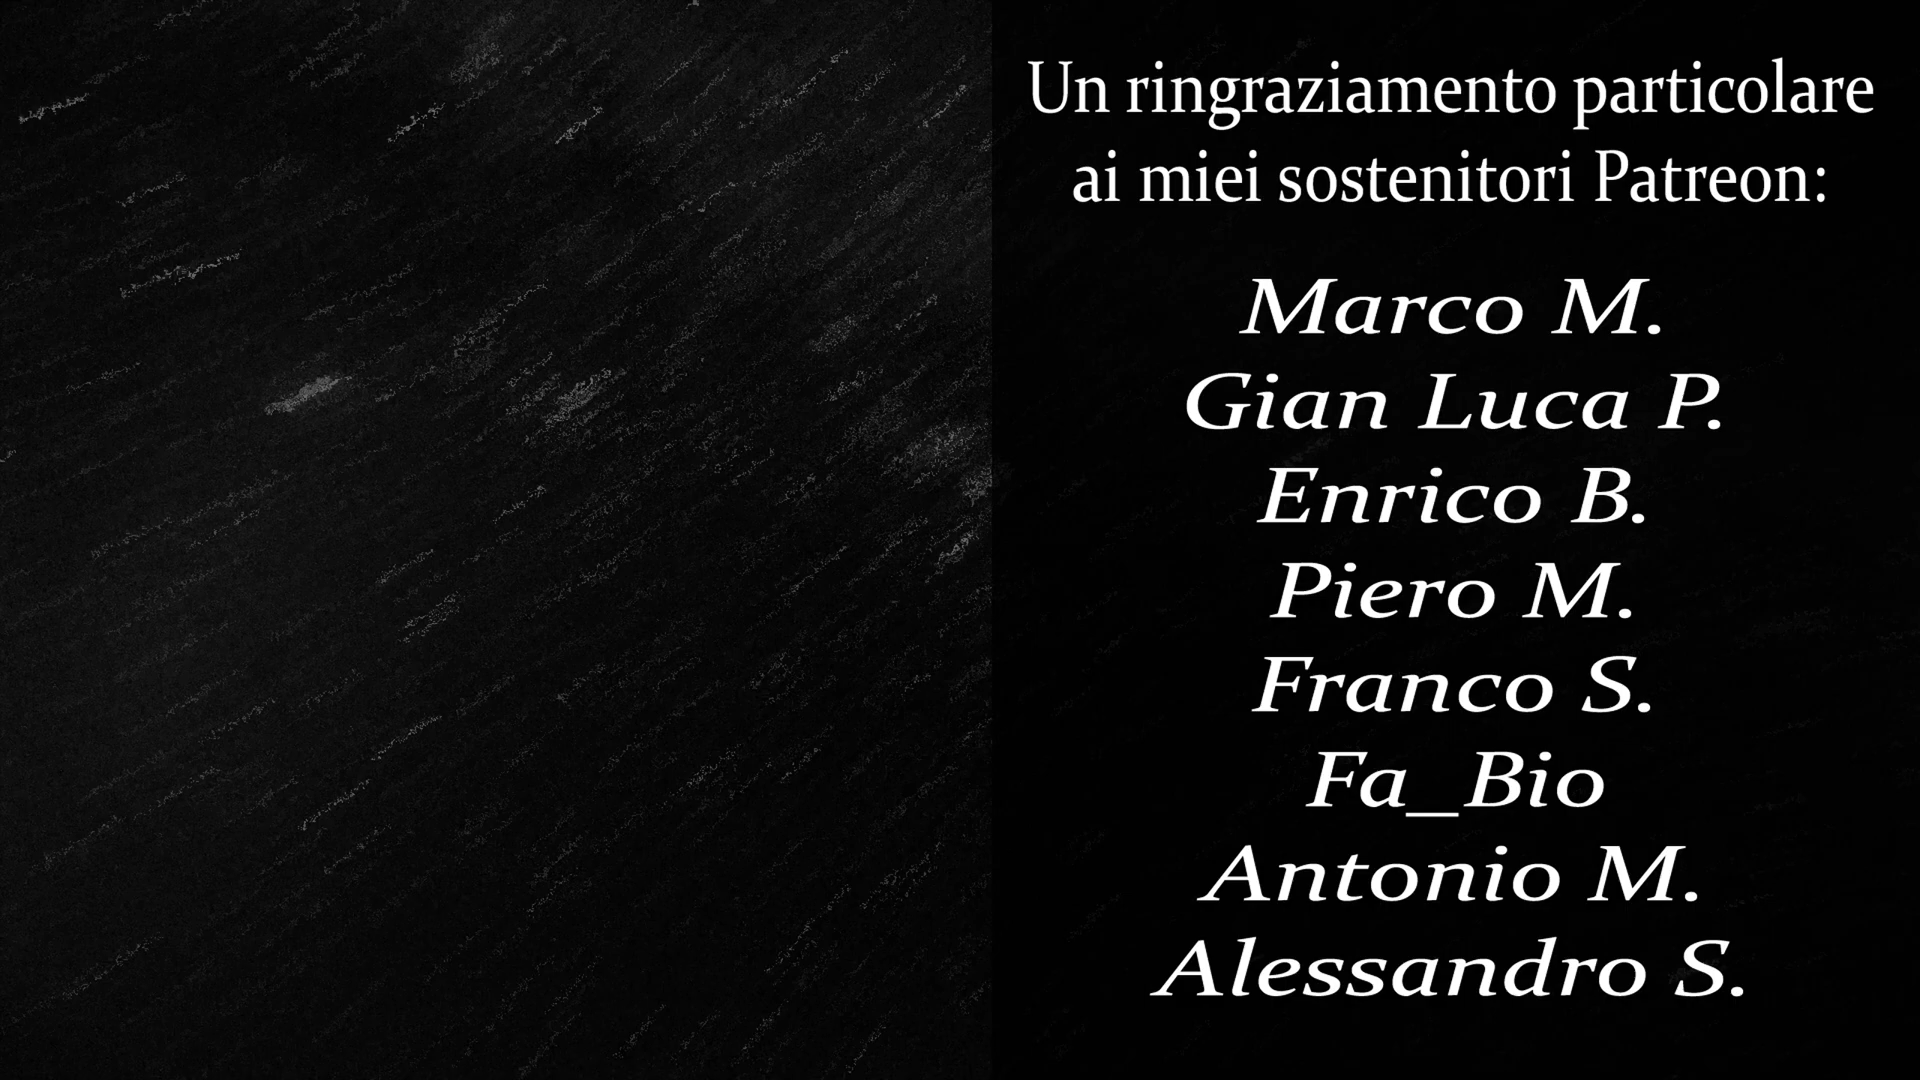 Un ringraziamento particolare
ai miei sostenitori Patreon:
Marco M.
Gian Luca P.
Enrico B.
Piero M.
Franco S.
Fa_Bio
Antonio M.
Alessandro S.